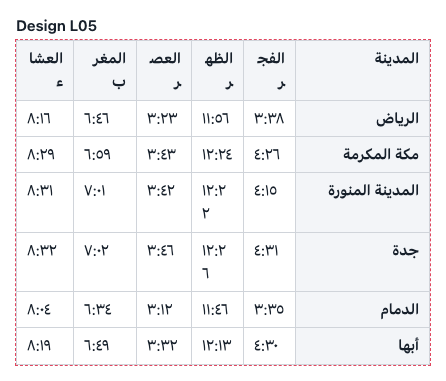 Design L05
المدينة الفجر الظهر العصر المغرب العشاء
الرياض ٣:٣٨ ١١:٥٦ ٣:٢٣ ٦:٤٦ ٨:١٦
مكة المكرمة ٤:٢٦ ١٢:٢٤ ٣:٤٣ ٦:٥٩ ٨:٢٩
المدينة المنورة ٤:١٥ ١٢:٢٢ ٣:٤٢ ٧:٠١ ٨:٣١
جدة ٤:٣١ ١٢:٢٦ ٣:٤٦ ٧:٠٢ ٨:٣٢
الدمام ٣:٣٥ ١١:٤٦ ٣:١٢ ٦:٣٤ ٨:٠٤
أبها ٤:٣٠ ١٢:١٣ ٣:٣٢ ٦:٤٩ ٨:١٩